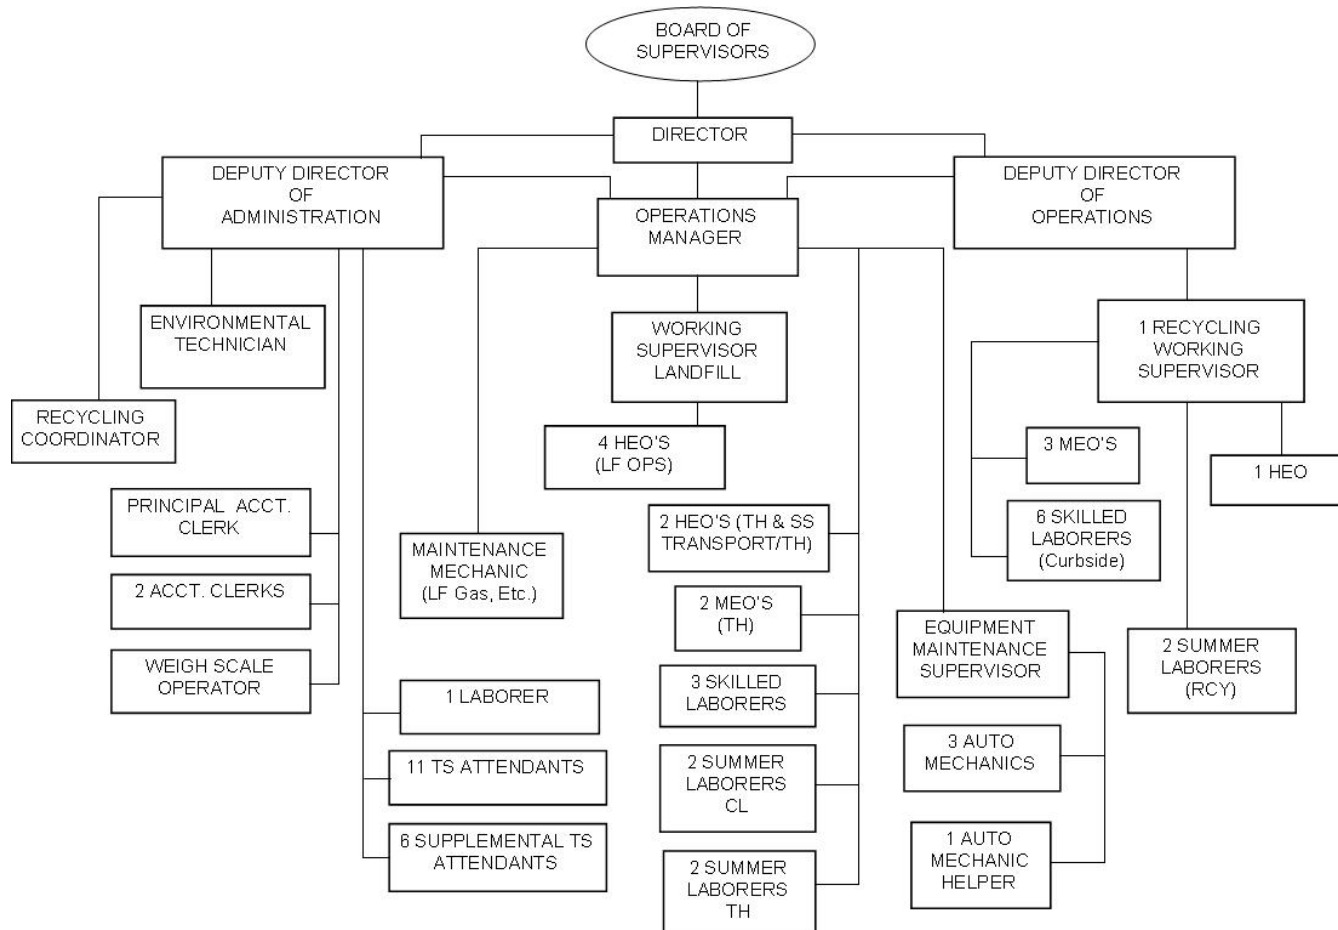 BOARD OF
SUPERVISORS
DIRECTOR
DEPUTY DIRECTOR
OF
ADMINISTRATION
OPERATIONS
MANAGER
DEPUTY DIRECTOR
OF
OPERATIONS
ENVIRONMENTAL
TECHNICIAN
WORKING
SUPERVISOR
LANDFILL
1 RECYCLING
WORKING
SUPERVISOR
RECYCLING
COORDINATOR
4 HEO'S
(LF OPS)
3 MEO'S
1 HEO
PRINCIPAL ACCT.
CLERK
2 HEO'S (TH & SS
TRANSPORT/TH)
6 SKILLED
LABORERS
(Curbside)
MAINTENANCE
MECHANIC
(LF Gas, Etc.)
2 ACCT. CLERKS
2 MEO'S
(TH)
EQUIPMENT
MAINTENANCE
SUPERVISOR
2 SUMMER
LABORERS
(RCY)
WEIGH SCALE
OPERATOR
1 LABORER
3 SKILLED
LABORERS
3 AUTO
MECHANICS
11 TS ATTENDANTS
2 SUMMER
LABORERS
CL
6 SUPPLEMENTAL TS
ATTENDANTS
1 AUTO
MECHANIC
HELPER
2 SUMMER
LABORERS
TH